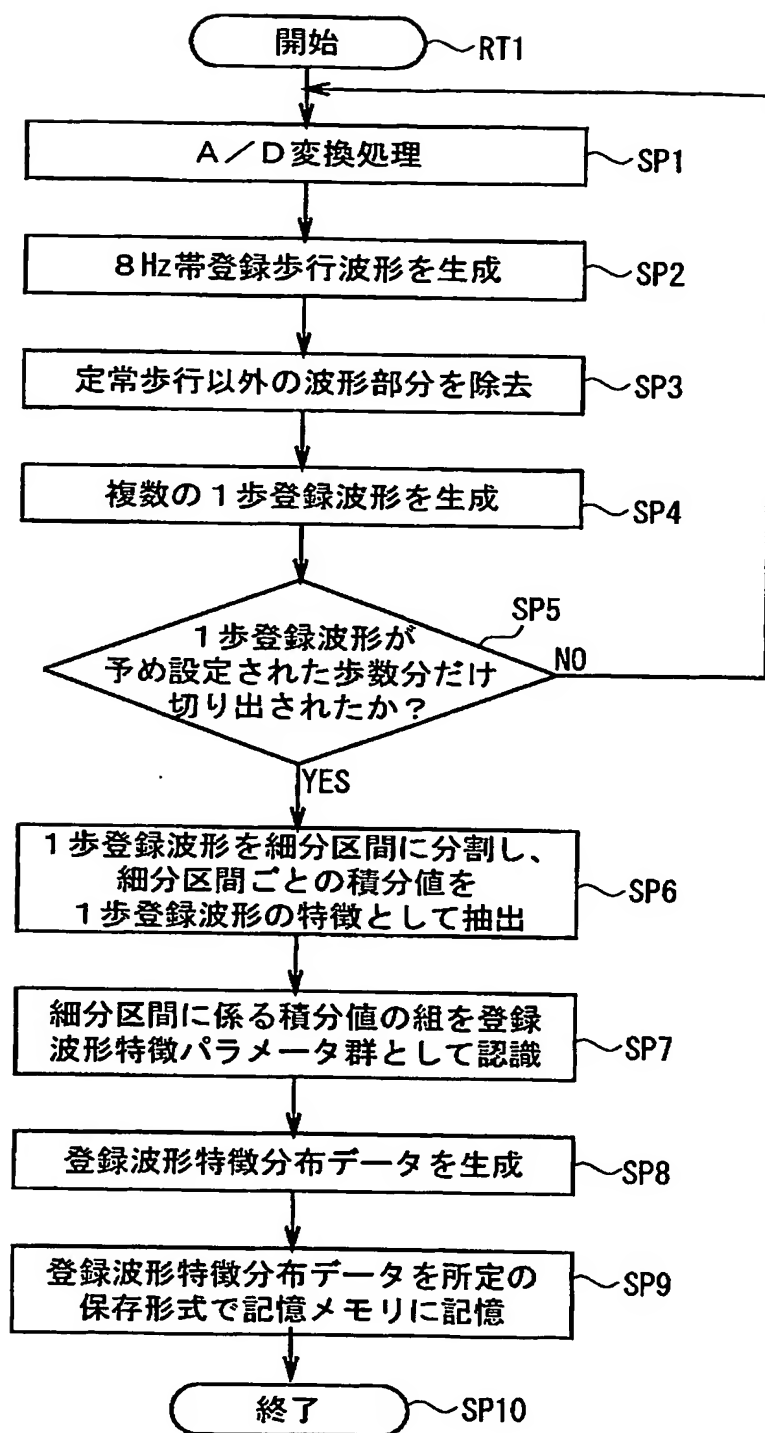 開始
RT1
A/D変換処理
SP1
8Hz帯登録歩行波形を生成
SP2
定常歩行以外の波形部分を除去
SP3
複数の1歩登録波形を生成
SP4
SP5
1歩登録波形が
予め設定された歩数分だけ
切り出されたか?
NO
YES
1歩登録波形を細分区間に分割し、
細分区間ごとの積分値を
1歩登録波形の特徴として抽出
SP6
細分区間に係る積分値の組を登録
波形特徴パラメータ群として認識
SP7
登録波形特徴分布データを生成
SP8
登録波形特徴分布データを所定の
保存形式で記憶メモリに記憶
SP9
終了
SP10